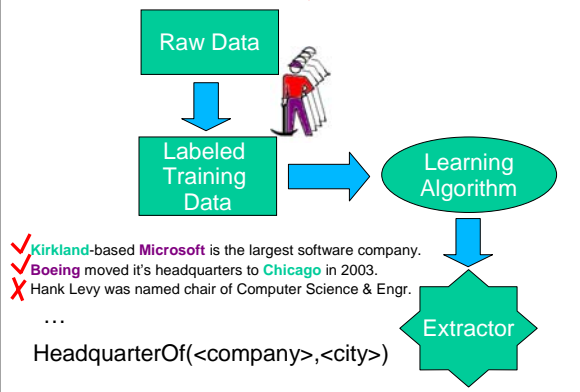 Raw Data
Labeled
Training
Data
Learning
Algorithm
Kirkland-based Microsoft is the largest software company.
Boeing moved it's headquarters to Chicago in 2003.
Hank Levy was named chair of Computer Science & Engr.
…
HeadquarterOf(<company>,<city>)
Extractor